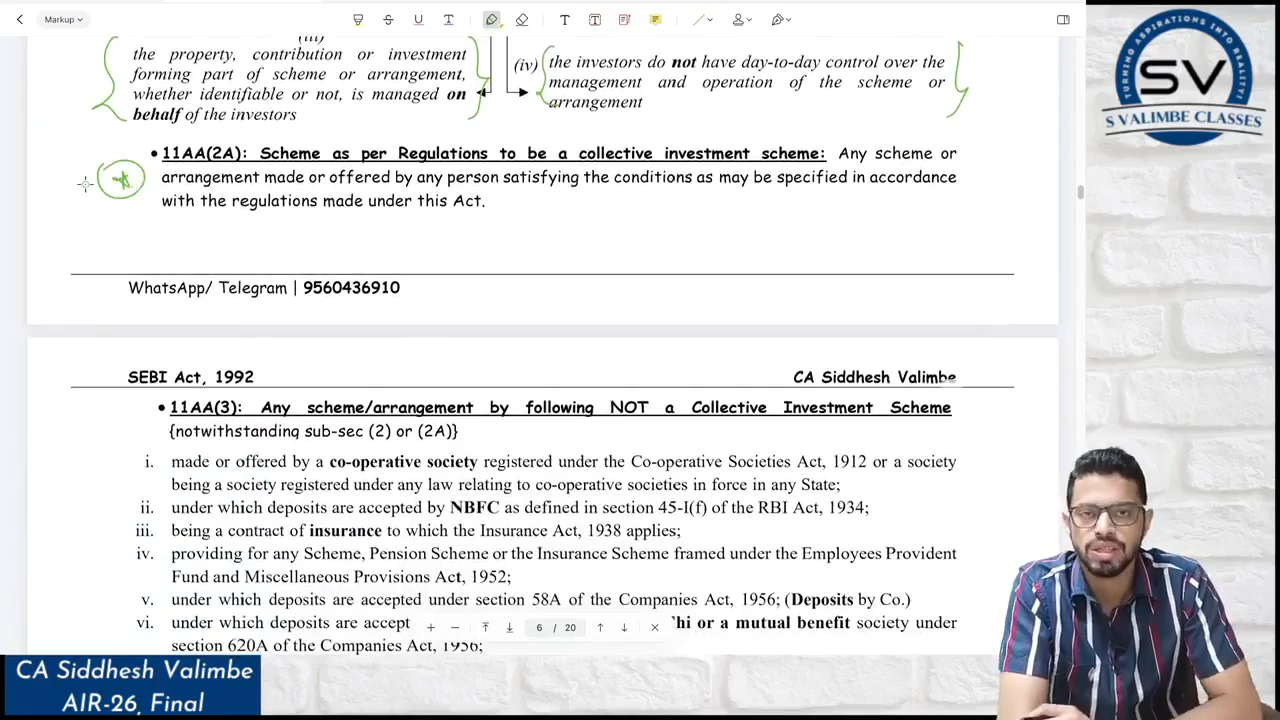 Markup
T
TURNING ASPIRATIONS INTO REALITY!
SV
S VALIMBE CLASSES
(iii)
the property, contribution or investment
forming part of scheme or arrangement,
whether identifiable or not, is managed on
behalf of the investors
(iv) the investors do not have day-to-day control over the
management and operation of the scheme or
arrangement
• 11AA(2A): Scheme as per Regulations to be a collective investment scheme: Any scheme or
arrangement made or offered by any person satisfying the conditions as may be specified in accordance
with the regulations made under this Act.
WhatsApp/ Telegram | 9560436910
SEBI Act, 1992 CA Siddhesh Valimbe
• 11AA(3): Any scheme/arrangement by following NOT a Collective Investment Scheme
{notwithstanding sub-sec (2) or (2A)}
i. made or offered by a co-operative society registered under the Co-operative Societies Act, 1912 or a society
being a society registered under any law relating to co-operative societies in force in any State;
ii. under which deposits are accepted by NBFC as defined in section 45-I(f) of the RBI Act, 1934;
iii. being a contract of insurance to which the Insurance Act, 1938 applies;
iv. providing for any Scheme, Pension Scheme or the Insurance Scheme framed under the Employees Provident
Fund and Miscellaneous Provisions Act, 1952;
v. under which deposits are accepted under section 58A of the Companies Act, 1956; (Deposits by Co.)
vi. under which deposits are accept hi or a mutual benefit society under
6 / 20
section 620A of the Companies Act, 1956;
CA Siddhesh Valimbe
AIR-26, Final